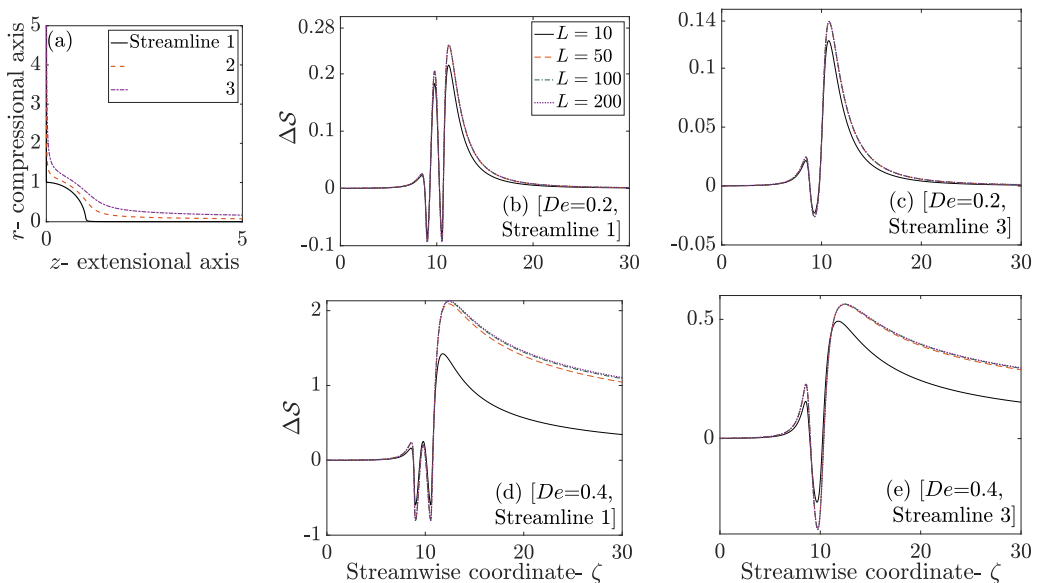 (a)
Streamline 1
2
3
5
4
3
2
1
0
0
5
r- compressional axis
z- extensional axis
0.28
0.2
0.1
0
-0.1
ΔS
L = 10
L = 50
L = 100
L = 200
(b) [De=0.2,
Streamline 1]
0 10 20 30
0.14
0.1
0.05
0
-0.05
(c) [De=0.2,
Streamline 3]
0 10 20 30
2
1
0
-1
ΔS
(d) [De=0.4,
Streamline 1]
0 10 20 30
Streamwise coordinate- ζ
0.5
0
(e) [De=0.4,
Streamline 3]
0 10 20 30
Streamwise coordinate- ζ